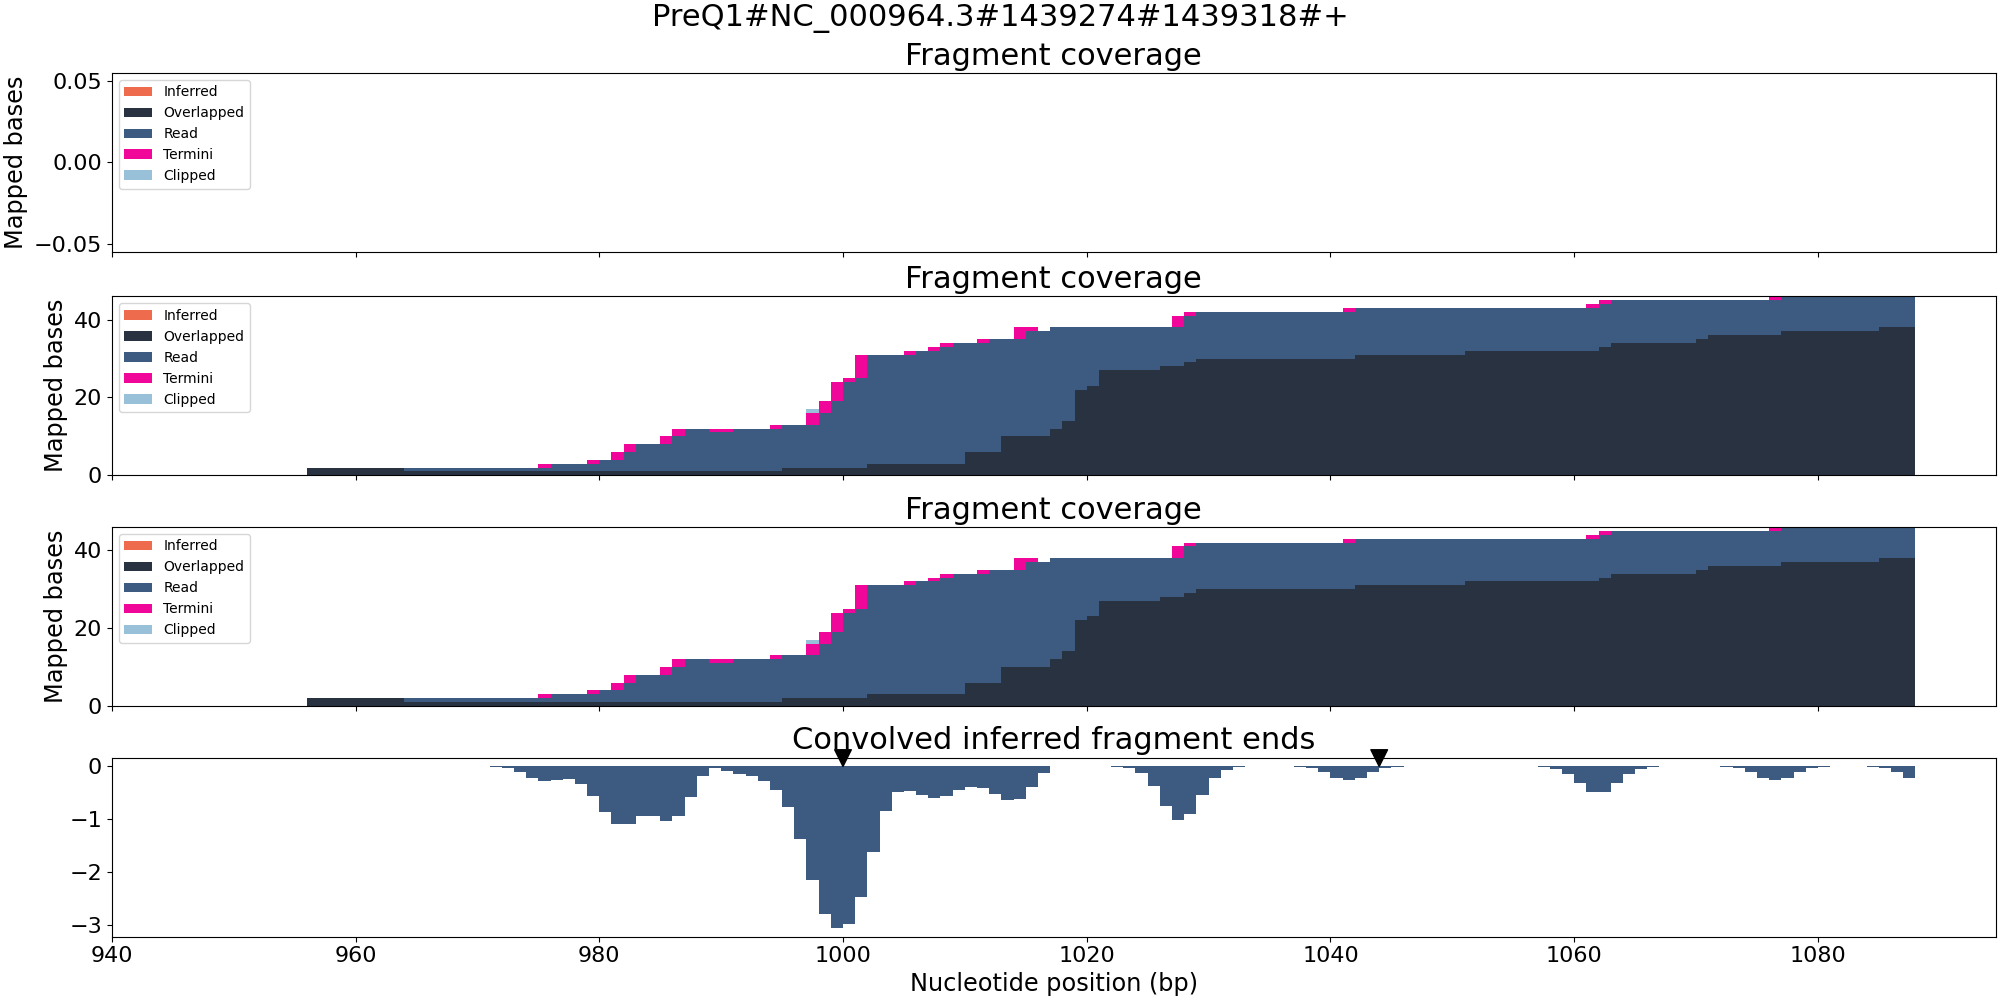 PreQ1#NC_000964.3#1439274#1439318#+
Fragment coverage
Mapped bases
0.05
0.00
−0.05
Inferred
Overlapped
Read
Termini
Clipped
Fragment coverage
Mapped bases
40
20
0
Inferred
Overlapped
Read
Termini
Clipped
Fragment coverage
Mapped bases
40
20
0
Inferred
Overlapped
Read
Termini
Clipped
Convolved inferred fragment ends
0
−1
−2
−3
940 960 980 1000 1020 1040 1060 1080
Nucleotide position (bp)